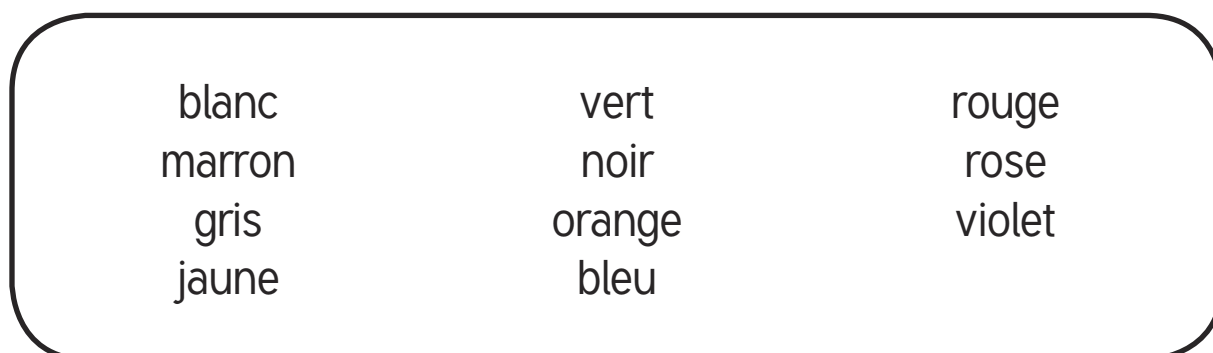 blanc vert rouge
marron noir rose
gris orange violet
jaune bleu